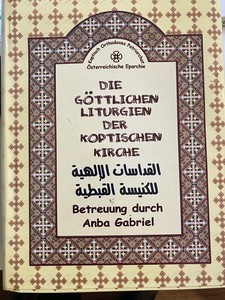 Koptisch Orthodoxes Patriarchat
Österreichische Eparchie
DIE
GÖTTLICHEN
LITURGIEN
DER
KOPTISCHEN
KIRCHE
القداسات الإلهية
للكنيسة القبطية
Betreuung durch
Anba Gabriel